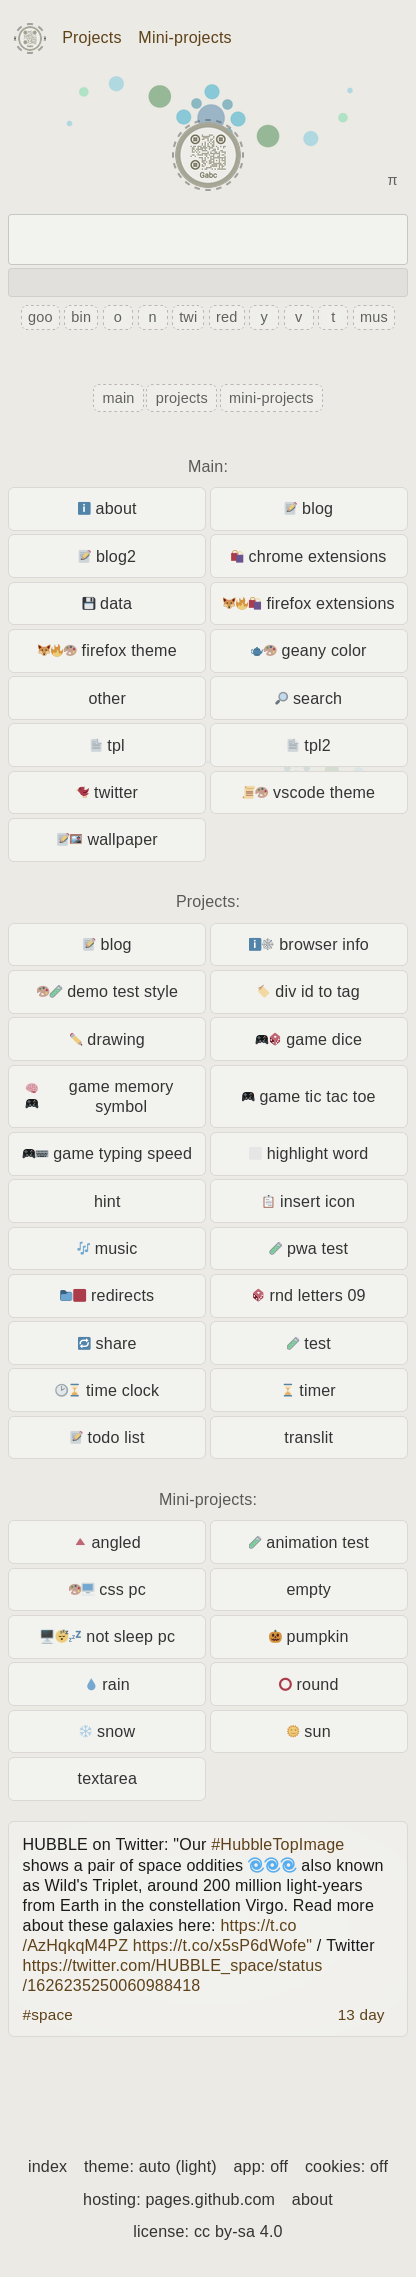 Projects Mini-projects
Gabc
π
goo bin o n twi red y v t mus
main projects mini-projects
Main:
about blog
blog2 chrome extensions
data firefox extensions
firefox theme geany color
other search
tpl tpl2
twitter vscode theme
wallpaper
Projects:
blog browser info
demo test style div id to tag
drawing game dice
game memory
symbol
game tic tac toe
game typing speed highlight word
hint insert icon
music pwa test
redirects rnd letters 09
share test
time clock timer
todo list translit
Mini-projects:
angled animation test
css pc empty
not sleep pc pumpkin
rain round
snow sun
textarea
HUBBLE on Twitter: "Our #HubbleTopImage
shows a pair of space oddities 🌀🌀🌀 also known
as Wild's Triplet, around 200 million light-years
from Earth in the constellation Virgo. Read more
about these galaxies here: https://t.co
/AzHqkqM4PZ https://t.co/x5sP6dWofe" / Twitter
https://twitter.com/HUBBLE_space/status
/1626235250060988418
#space 13 day
index theme: auto (light) app: off cookies: off
hosting: pages.github.com about
license: cc by-sa 4.0